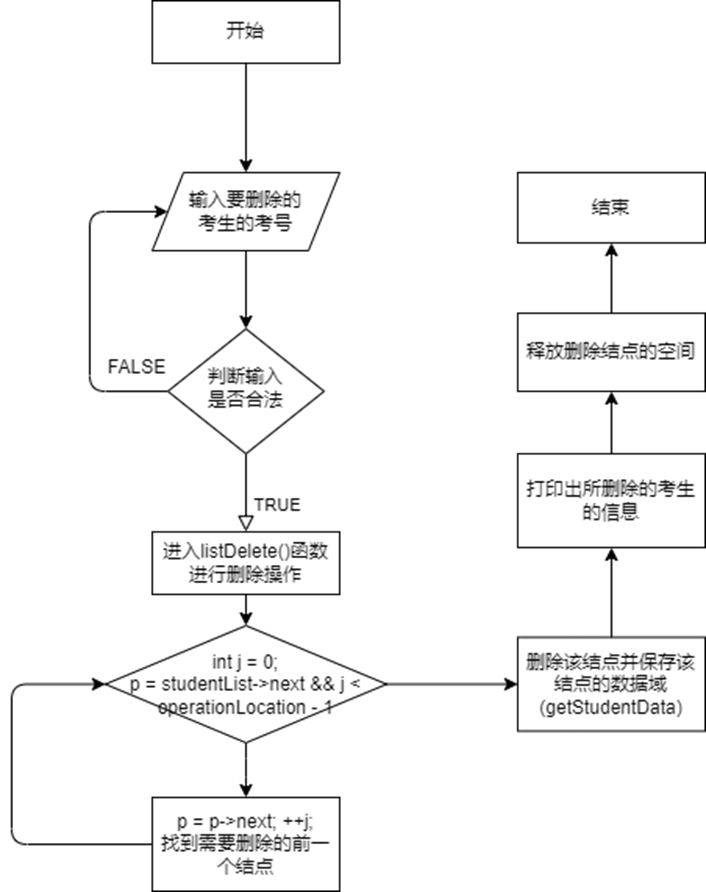 开始
输入要删除的
考生的考号
FALSE
判断输入
是否合法
TRUE
进入listDelete()函数
进行删除操作
int j = 0;
p = studentList->next && j <
operationLocation - 1
p = p->next; ++j;
找到需要删除的前一
个结点
删除该结点并保存该
结点的数据域
(getStudentData)
打印出所删除的考生
的信息
释放删除结点的空间
结束